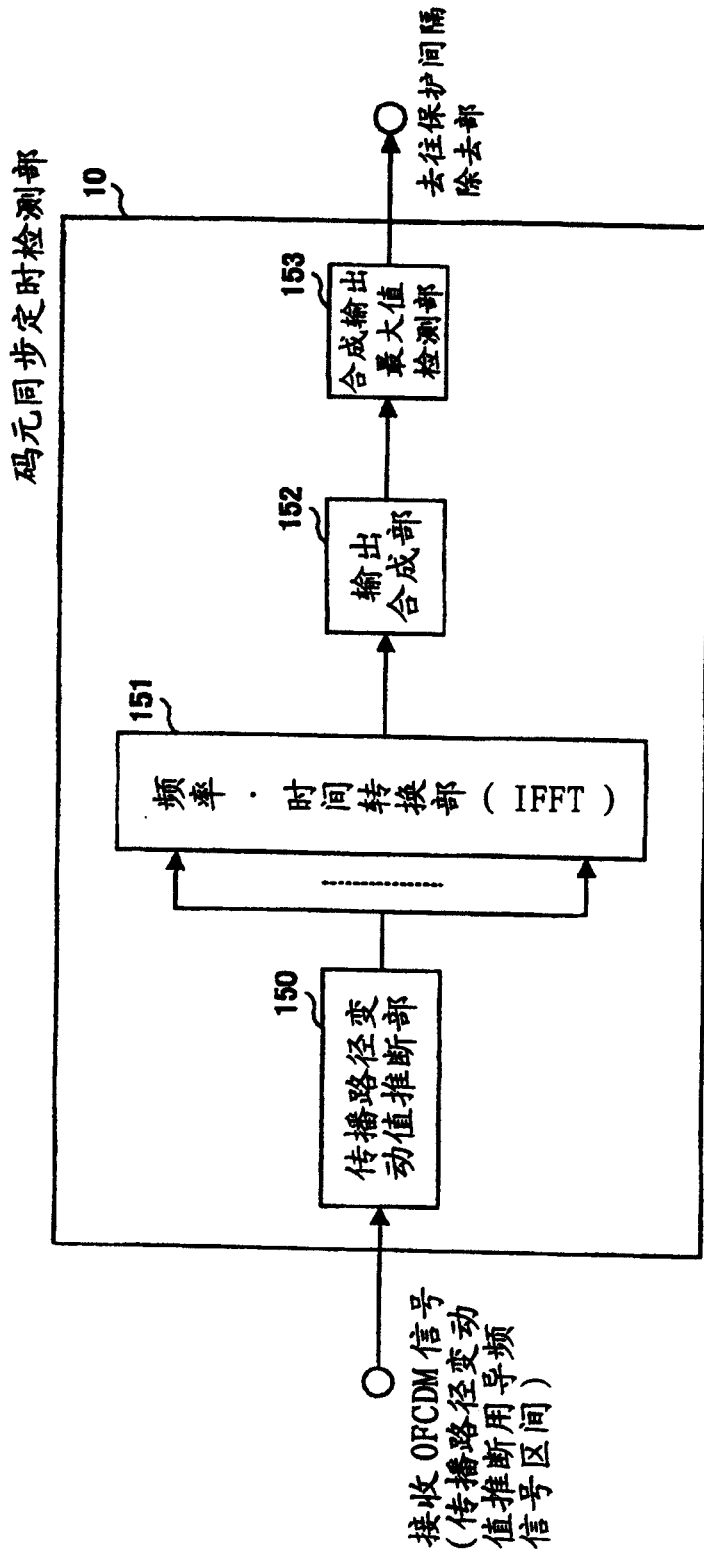 码元同步定时检测部
10
接收OFCDM信号
(传播路径变动
值推断用导频
信号区间)
150
传播路径变
动值推断部
151
频率·时间转换部(IFFT)
152
输出
合成部
153
合成输出
最大值
检测部
去往保护间隔
除去部